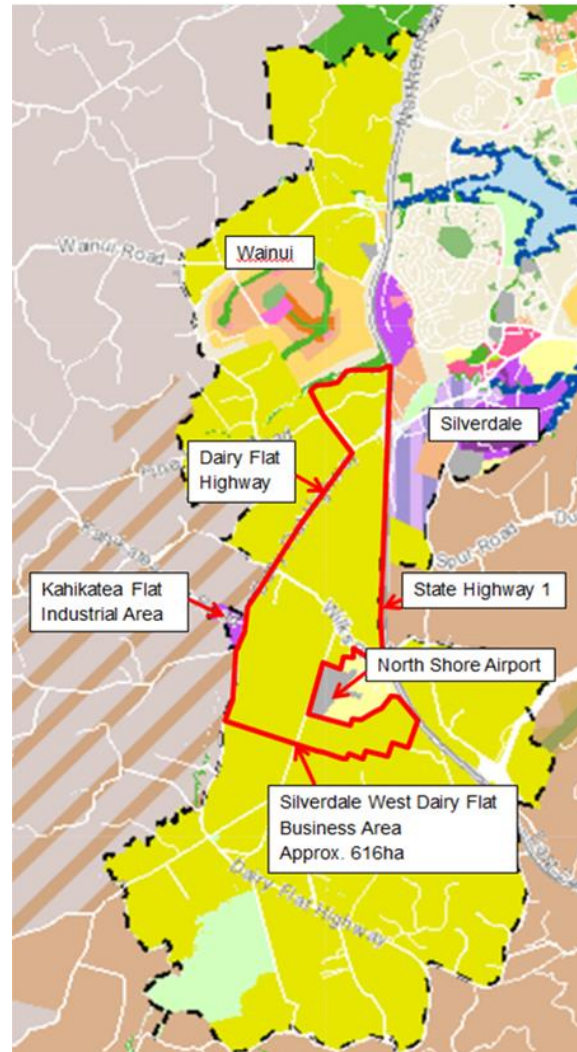 Wainui Road
Wainui
Silverdale
Dairy Flat
Highway
Kahikatea Flat
Industrial Area
Spur Road
State Highway 1
North Shore Airport
Silverdale West Dairy Flat
Business Area
Approx. 616ha
Dairy Flat Highway